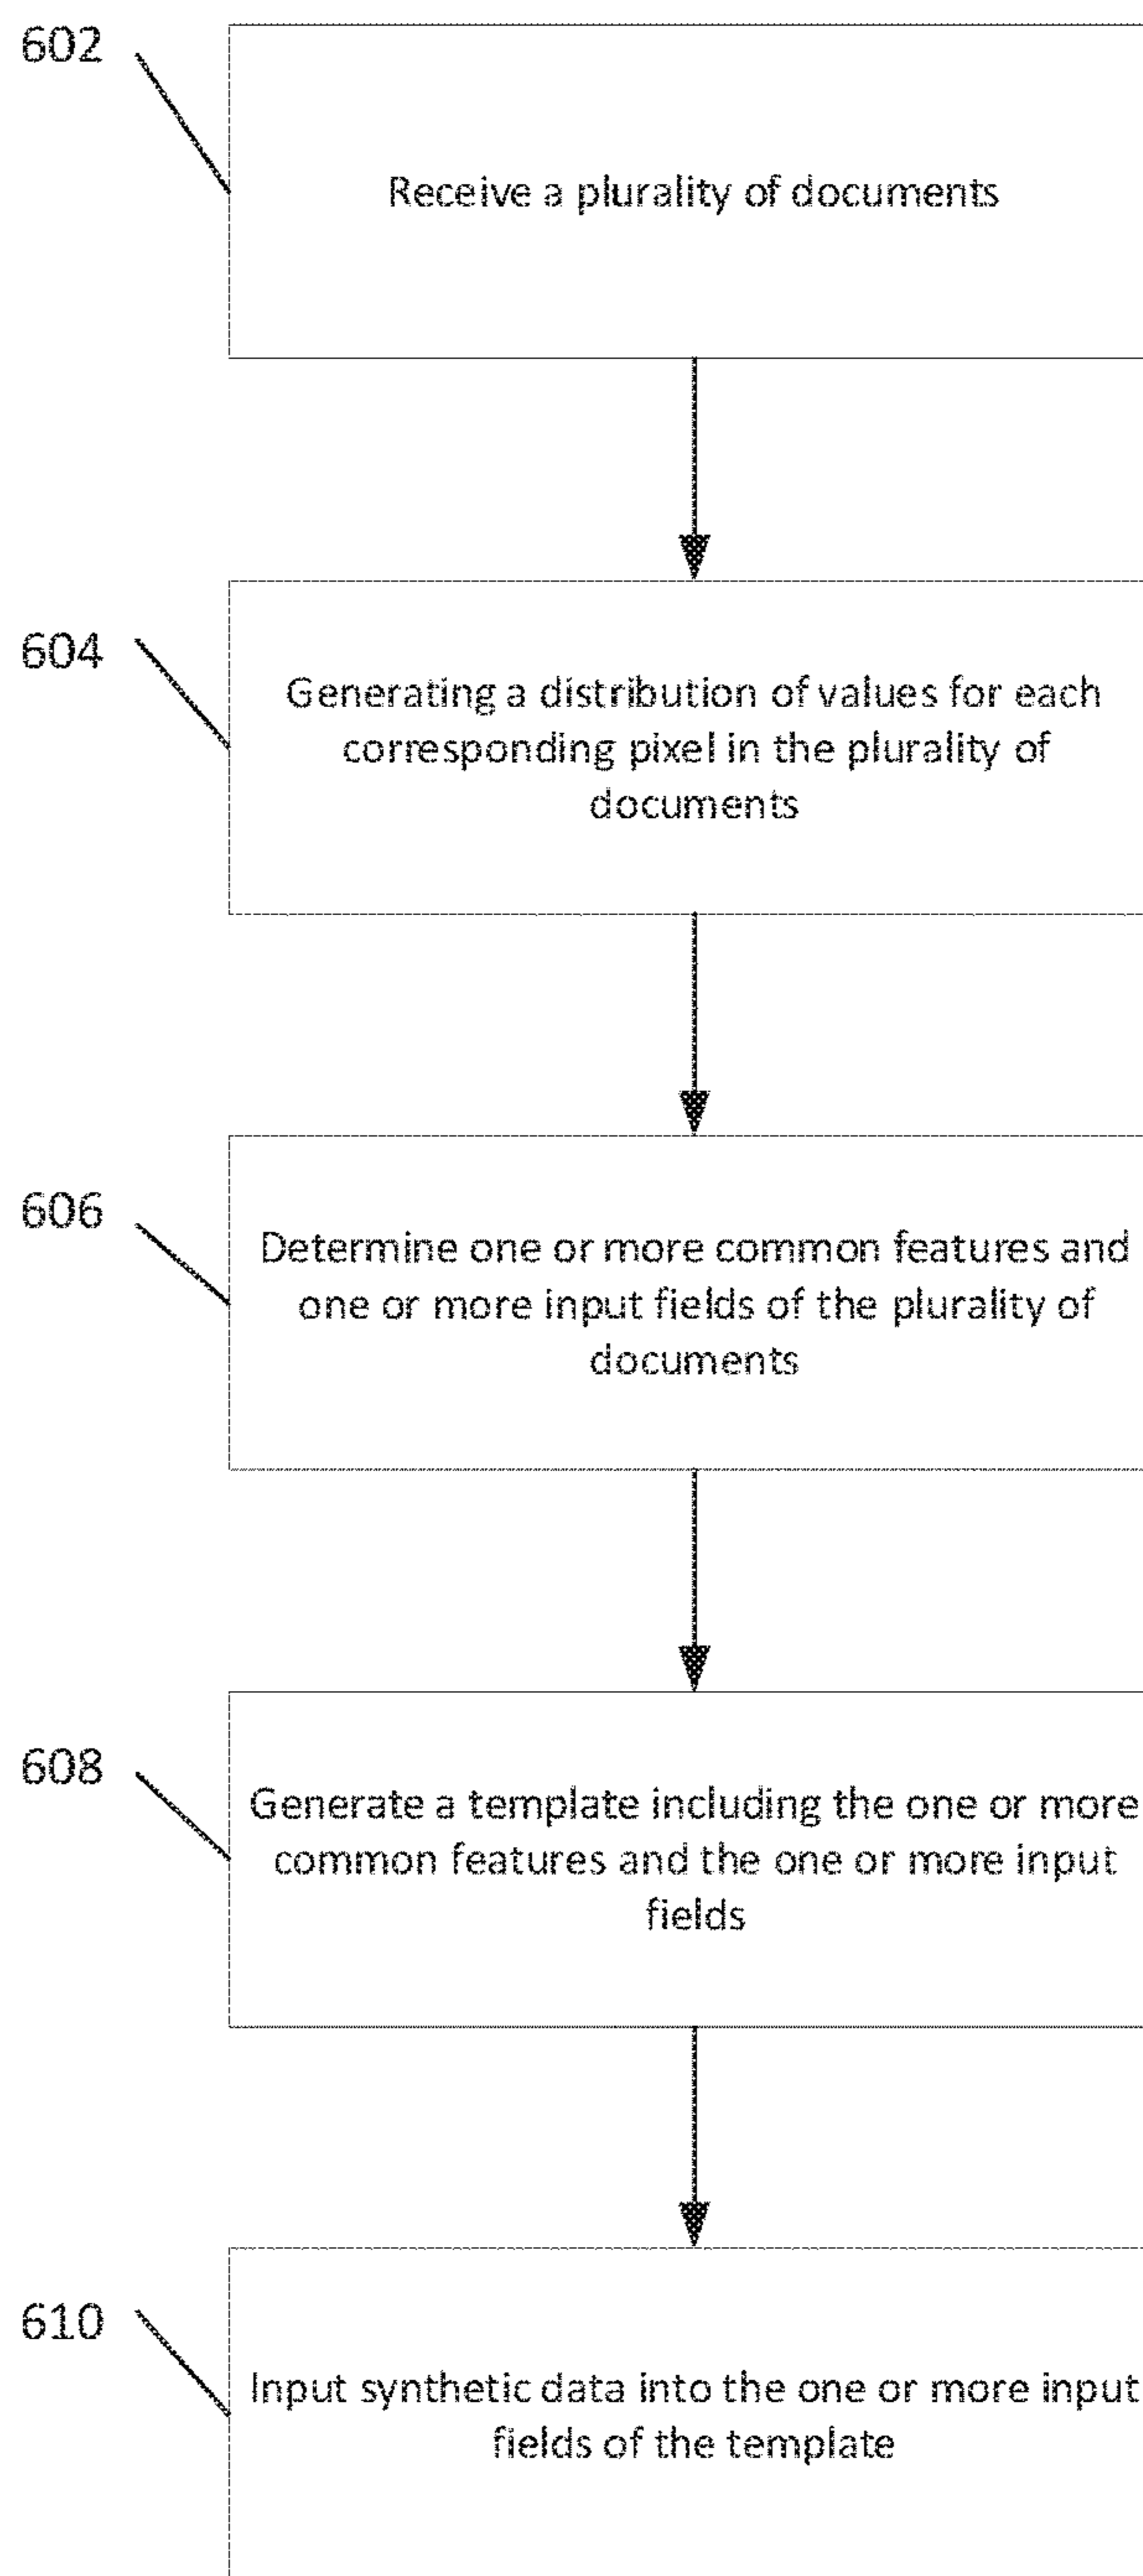 602
Receive a plurality of documents
604
Generating a distribution of values for each
corresponding pixel in the plurality of
documents
606
Determine one or more common features and
one or more input fields of the plurality of
documents
608
Generate a template including the one or more
common features and the one or more input
fields
610
Input synthetic data into the one or more input
fields of the template